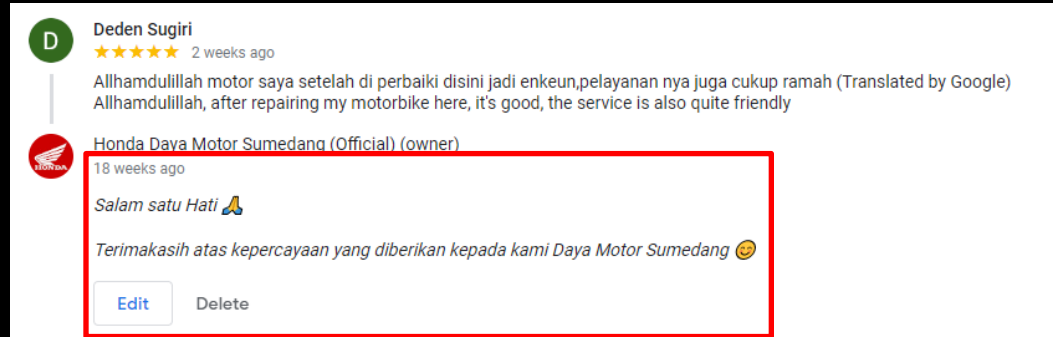 D
Deden Sugiri
★★★★★ 2 weeks ago
Allhamdulillah motor saya setelah di perbaiki disini jadi enkeun,pelayanan nya juga cukup ramah (Translated by Google)
Allhamdulillah, after repairing my motorbike here, it's good, the service is also quite friendly
Honda Daya Motor Sumedang (Official) (owner)
HONDA
18 weeks ago
Salam satu Hati 🙏
Terimakasih atas kepercayaan yang diberikan kepada kami Daya Motor Sumedang 😊
Edit Delete